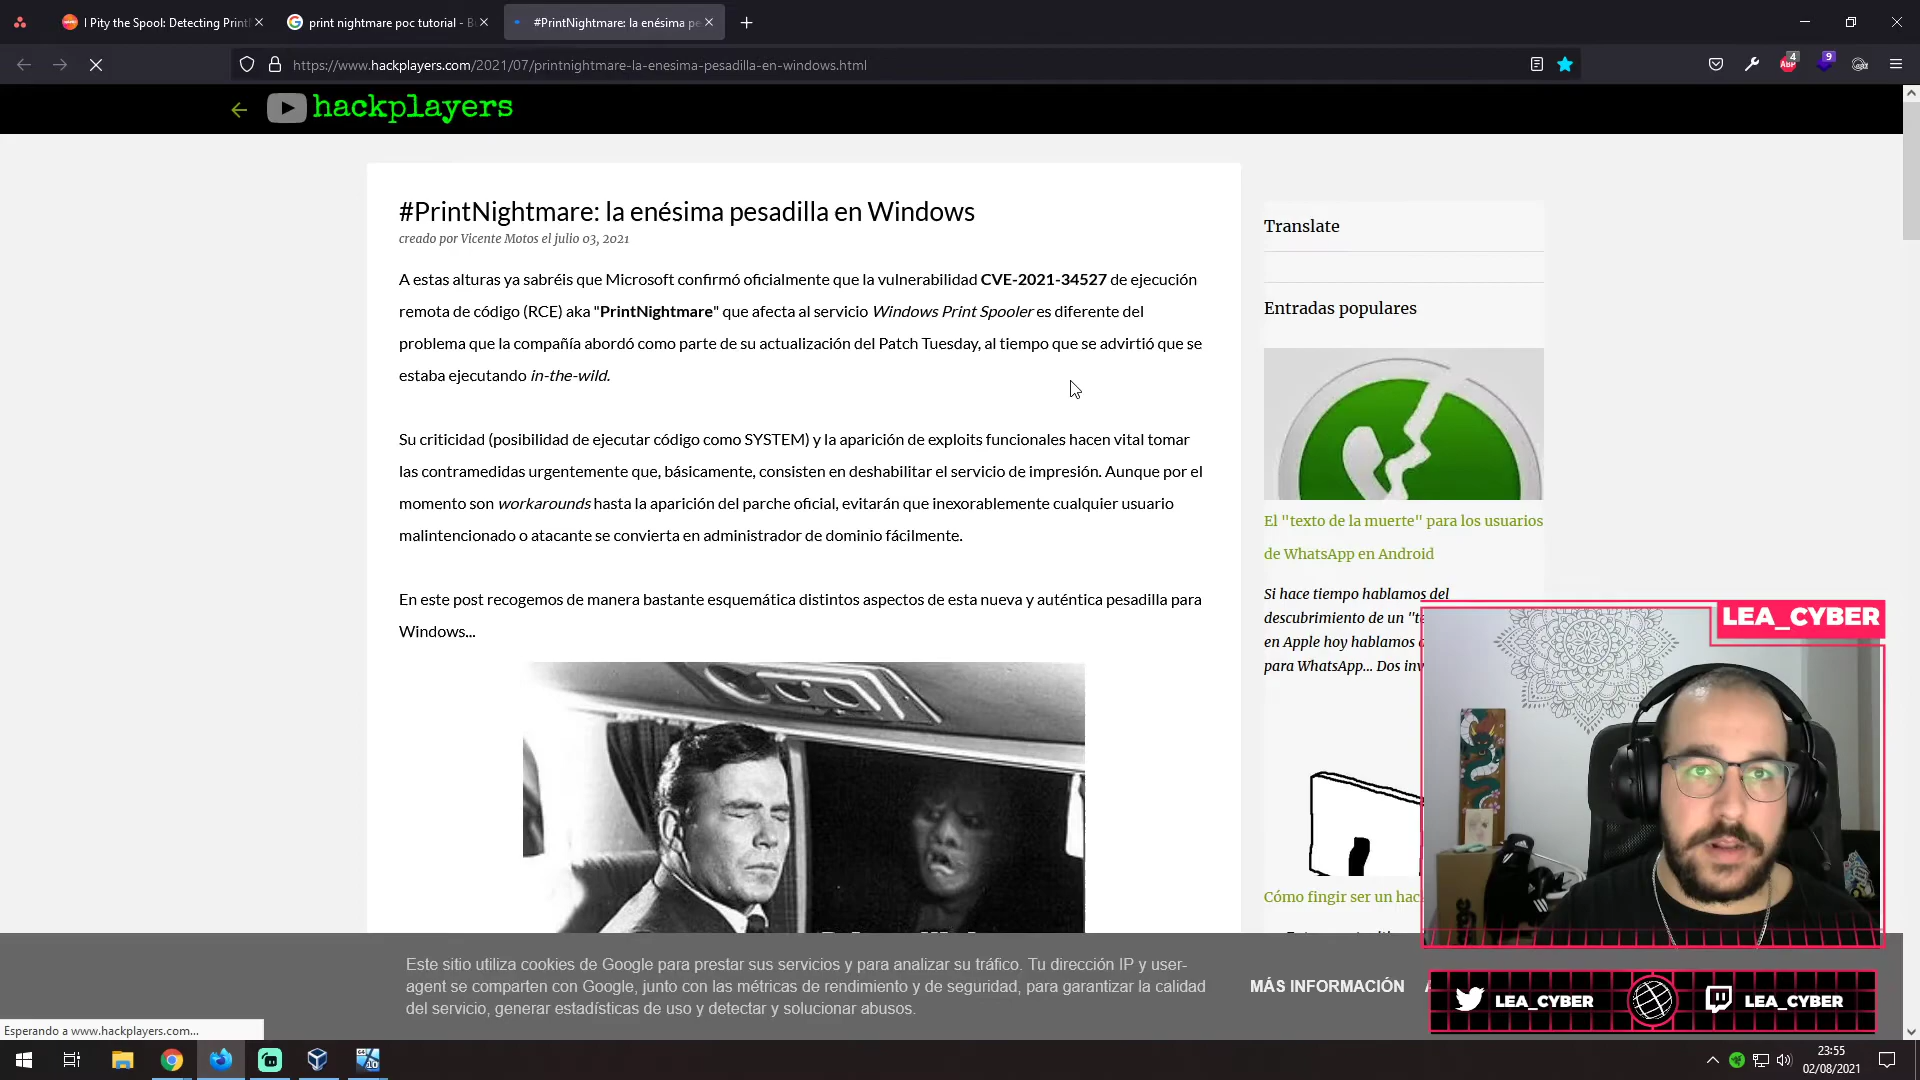 I Pity the Spool: Detecting Print
print nightmare poc tutorial - B
#PrintNightmare: la enésima pe
https://www.hackplayers.com/2021/07/printnightmare-la-enesima-pesadilla-en-windows.html
ABP
4
9
hackplayers
#PrintNightmare: la enésima pesadilla en Windows
creado por Vicente Motos el julio 03, 2021
A estas alturas ya sabréis que Microsoft confirmó oficialmente que la vulnerabilidad CVE-2021-34527 de ejecución
remota de código (RCE) aka "PrintNightmare" que afecta al servicio Windows Print Spooler es diferente del
problema que la compañía abordó como parte de su actualización del Patch Tuesday, al tiempo que se advirtió que se
estaba ejecutando in-the-wild.
Su criticidad (posibilidad de ejecutar código como SYSTEM) y la aparición de exploits funcionales hacen vital tomar
las contramedidas urgentemente que, básicamente, consisten en deshabilitar el servicio de impresión. Aunque por el
momento son workarounds hasta la aparición del parche oficial, evitarán que inexorablemente cualquier usuario
malintencionado o atacante se convierta en administrador de dominio fácilmente.
En este post recogemos de manera bastante esquemática distintos aspectos de esta nueva y auténtica pesadilla para
Windows...
Translate
Entradas populares
El "texto de la muerte" para los usuarios
de WhatsApp en Android
Si hace tiempo hablamos del
descubrimiento de un "te
en Apple hoy hablamos
para WhatsApp... Dos inv
Cómo fingir ser un hac
LEA_CYBER
Este sitio utiliza cookies de Google para prestar sus servicios y para analizar su tráfico. Tu dirección IP y user-
agent se comparten con Google, junto con las métricas de rendimiento y de seguridad, para garantizar la calidad
del servicio, generar estadísticas de uso y detectar y solucionar abusos.
MÁS INFORMACIÓN
LEA_CYBER
LEA_CYBER
Esperando a www.hackplayers.com...
23:55
02/08/2021